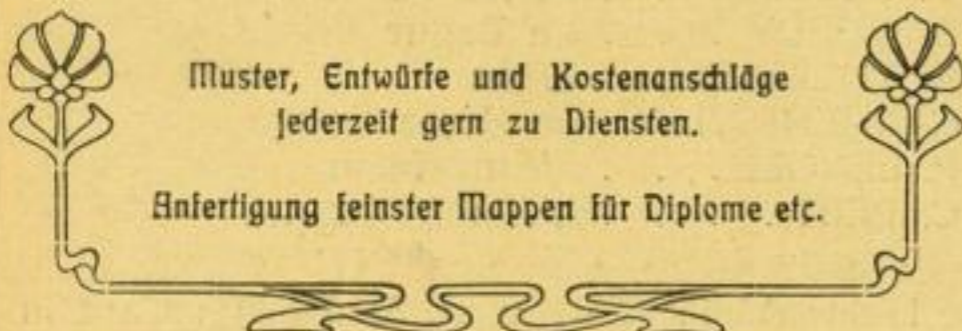 Muster, Entwürfe und Kostenanschläge
jederzeit gern zu Diensten.
Anfertigung feinster Mappen für Diplome etc.